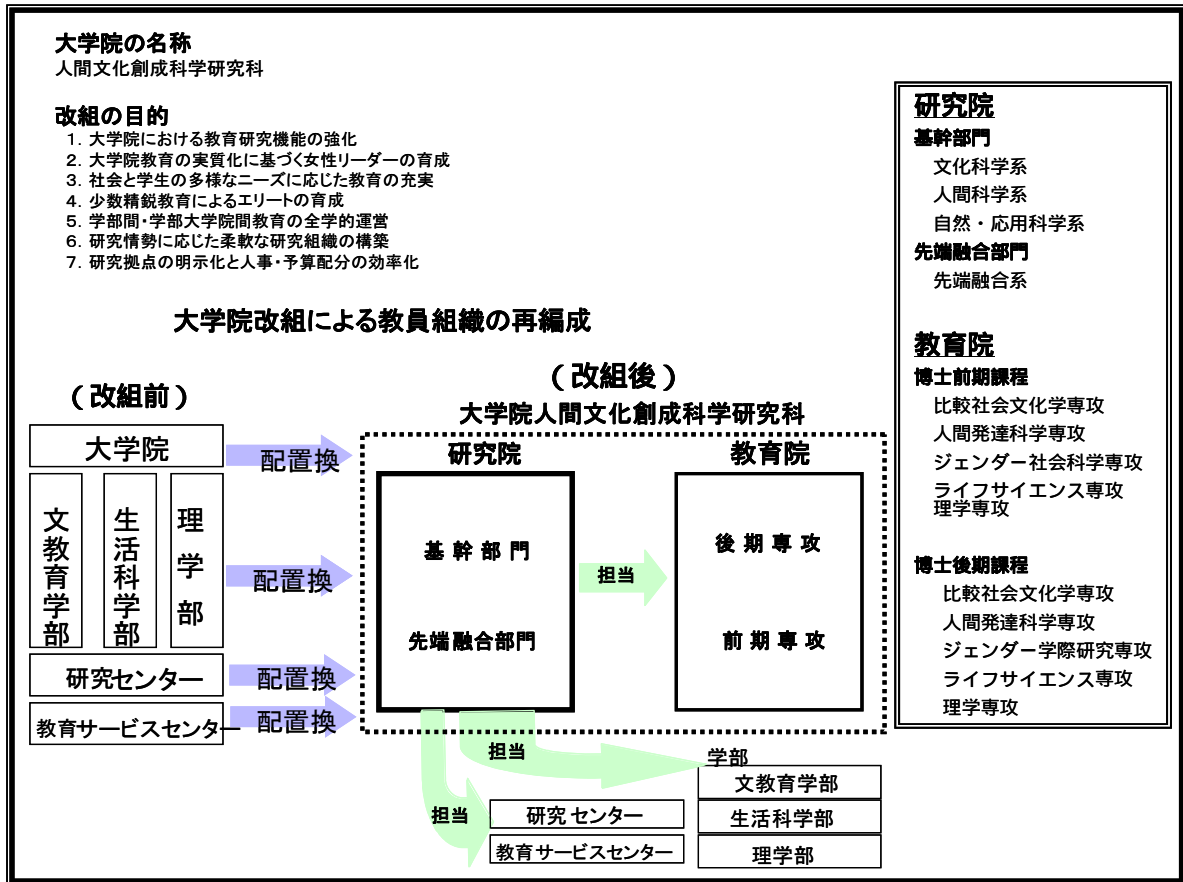 大学院の名称
人間文化創成科学研究科
改組の目的
1. 大学院における教育研究機能の強化
2. 大学院教育の実質化に基づく女性リーダーの育成
3. 社会と学生の多様なニーズに応じた教育の充実
4. 少数精鋭教育によるエリートの育成
5. 学部間・学部大学院間教育の全学的運営
6. 研究情勢に応じた柔軟な研究組織の構築
7. 研究拠点の明示化と人事・予算配分の効率化
大学院改組による教員組織の再編成
（改組前）
大学院
文教育学部
生活科学部
理学部
研究センター
教育サービスセンター
配置換
配置換
配置換
配置換
（改組後）
大学院人間文化創成科学研究科
研究院
基幹部門
先端融合部門
担当
教育院
後期専攻
前期専攻
担当
担当
研究センター
教育サービスセンター
学部
文教育学部
生活科学部
理学部
研究院
基幹部門
文化科学系
人間科学系
自然・応用科学系
先端融合部門
先端融合系
教育院
博士前期課程
比較社会文化学専攻
人間発達科学専攻
ジェンダー社会科学専攻
ライフサイエンス専攻
理学専攻
博士後期課程
比較社会文化学専攻
人間発達科学専攻
ジェンダー学際研究専攻
ライフサイエンス専攻
理学専攻